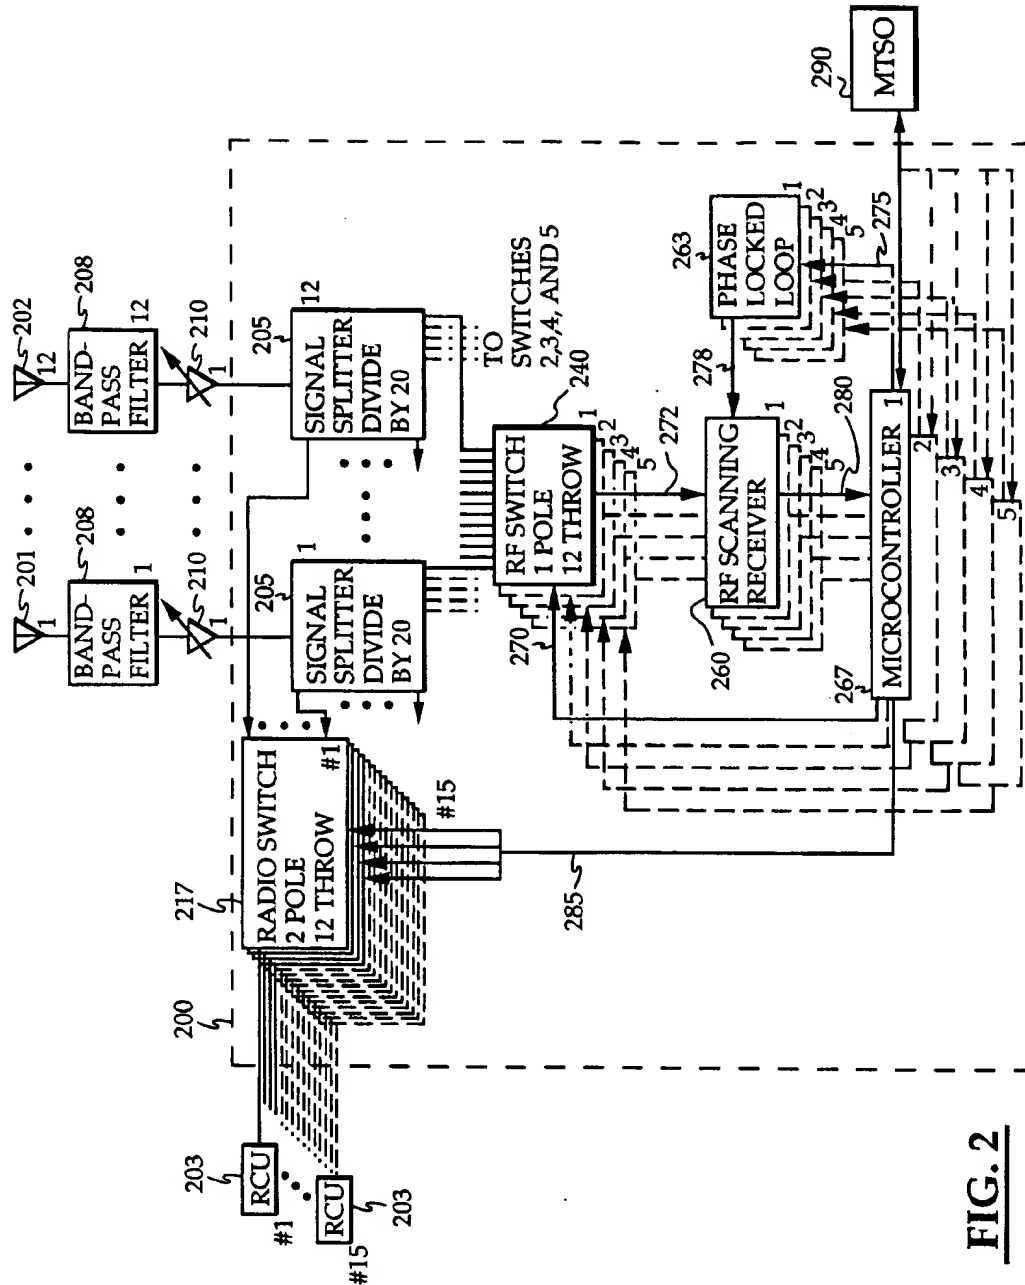 201
1
208
BAND-
PASS
FILTER
1
210
1
202
12
208
BAND-
PASS
FILTER
12
210
1
200
217
RADIO SWITCH
2 POLE
12 THROW
#1
#15
203
RCU
#1
RCU
203
#15
205
1
SIGNAL
SPLITTER
DIVIDE
BY 20
205
12
SIGNAL
SPLITTER
DIVIDE
BY 20
TO
SWITCHES
2,3,4, AND 5
240
RF SWITCH
1 POLE
12 THROW
1
2
3
4
5
270
272
260
RF SCANNING
RECEIVER
1
2
3
4
5
278
263
PHASE
LOCKED
LOOP
1
2
3
4
5
275
280
267
MICROCONTROLLER 1
2
3
4
5
285
290
MTSO
FIG. 2